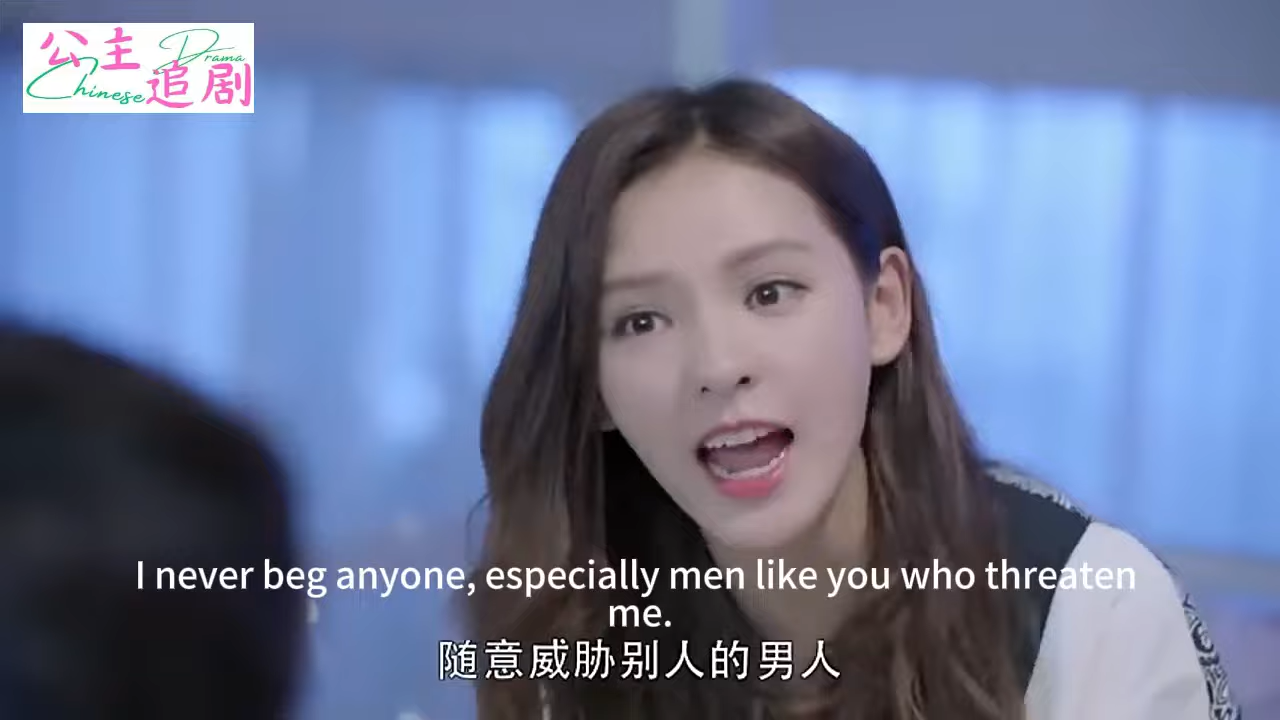 公主 Drama
Chinese 追剧
I never beg anyone, especially men like you who threaten
me.
随意威胁别人的男人